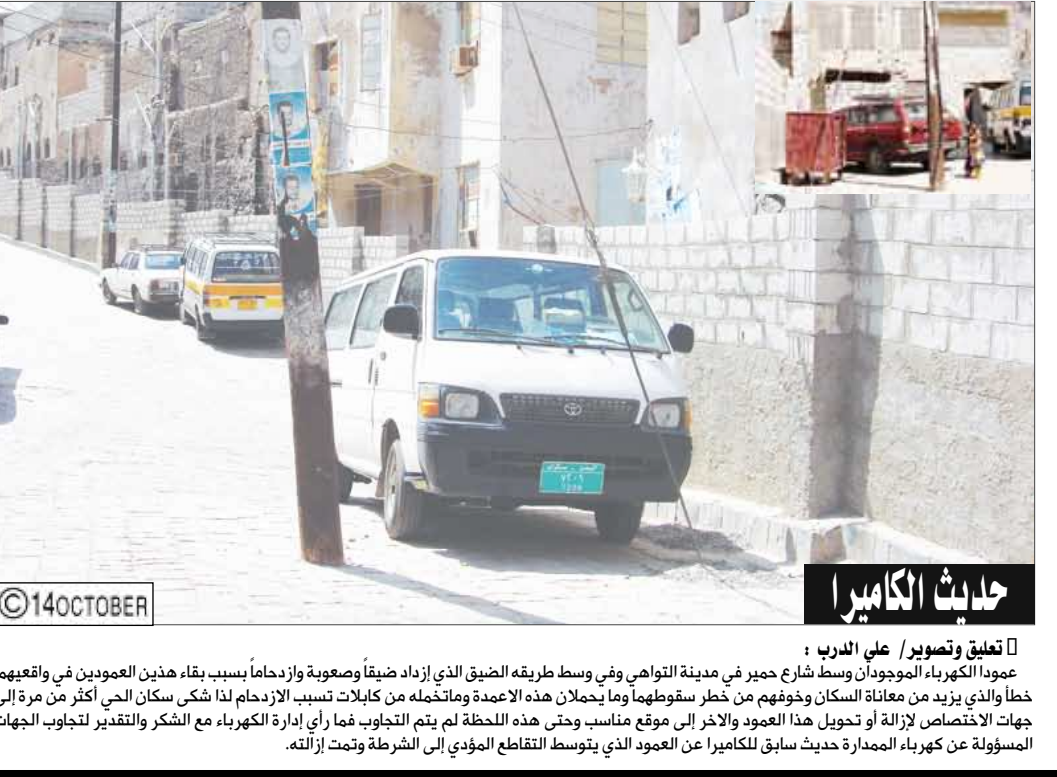 حديث الكاميرا
©14OCTOBER
تعليق وتصوير/ علي الدرب :
عمودا الكهرباء الموجودان وسط شارع حمير في مدينة التواهي وفي وسط طريقه الضيق الذي إزداد ضيقاً وصعوبة وازدحاماً بسبب بقاء هذين العمودين في واقعيهم
خطأ والذي يزيد من معاناة السكان وخوفهم من خطر سقوطهما وما يحملان هذه الاعمدة وماتخمله من كابلات تسبب الازدحام لذا شكى سكان الحي أكثر من مرة إلى
جهات الاختصاص لإزالة أو تحويل هذا العمود والاخر إلى موقع مناسب وحتى هذه اللحظة لم يتم التجاوب فما رأي إدارة الكهرباء مع الشكر والتقدير لتجاوب الجهات
المسؤولة عن كهرباء الممدارة حديث سابق للكاميرا عن العمود الذي يتوسط التقاطع المؤدي إلى الشرطة وتمت إزالته.